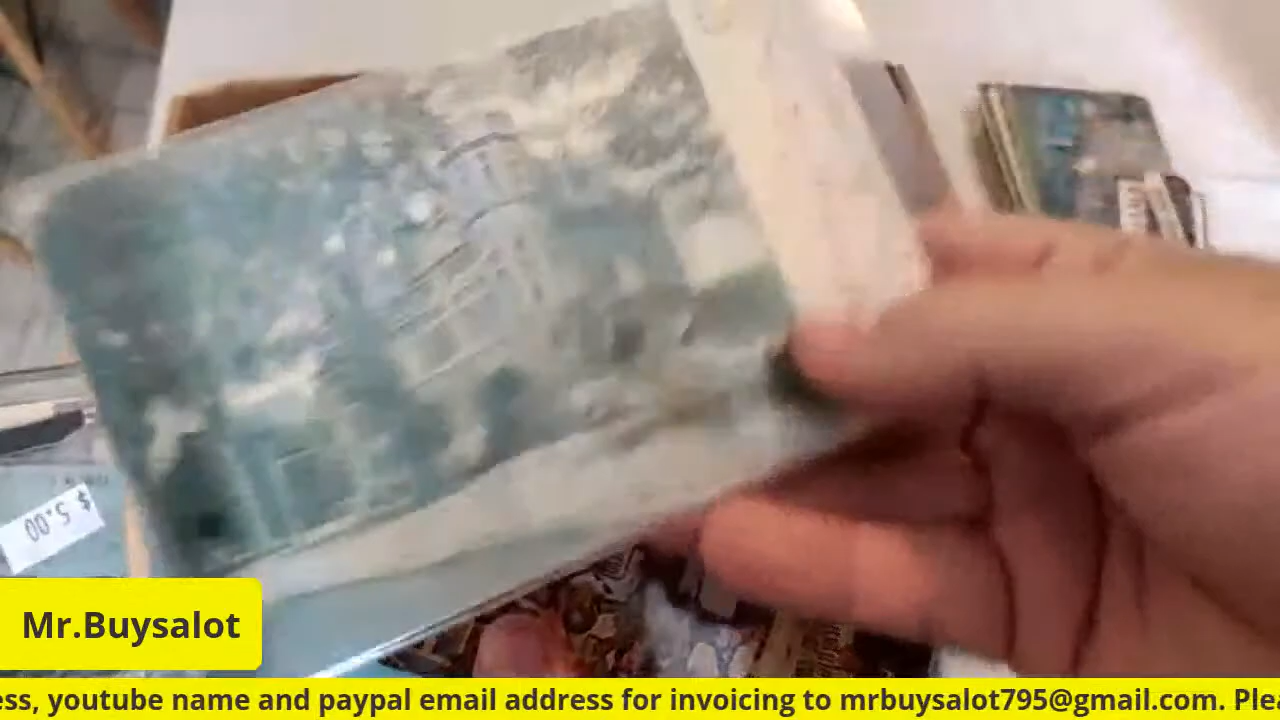 $ 5.00
Mr.Buysalot
ess, youtube name and paypal email address for invoicing to mrbuysalot795@gmail.com. Plea